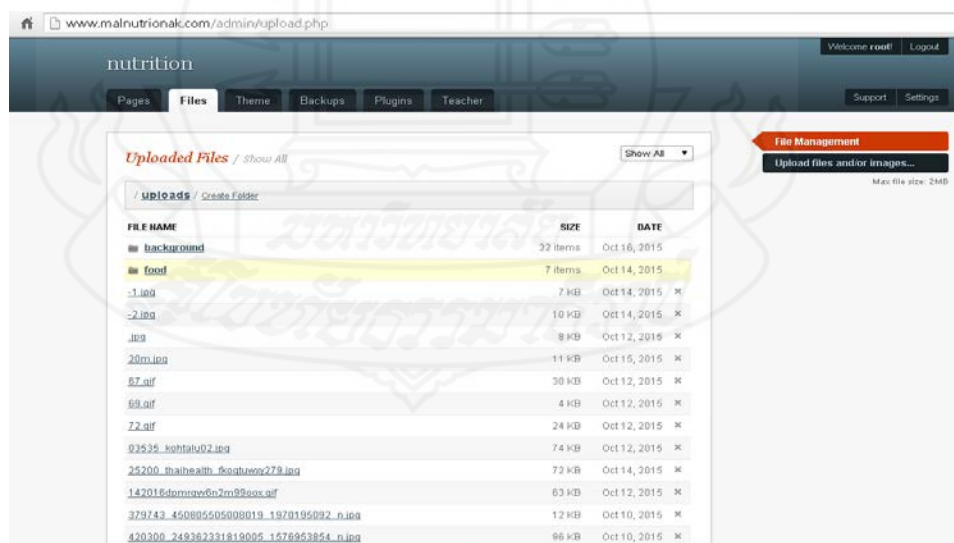 www.malnutrionak.com/admin/upload.php
Welcome root! Logout
nutrition
Pages Files Theme Backups Plugins Teacher
Support Settings
Uploaded Files / Show All
Show All
File Management
Upload files and/or images...
Max file size: 2MB
/ uploads / Create Folder
FILE NAME SIZE DATE
background 22 items Oct 16, 2015
food 7 items Oct 14, 2015
-1.jpg 7 KB Oct 14, 2015 ×
-2.jpg 10 KB Oct 14, 2015 ×
.jpg 8 KB Oct 12, 2015 ×
20m.jpg 11 KB Oct 15, 2015 ×
67.gif 30 KB Oct 12, 2015 ×
69.gif 4 KB Oct 12, 2015 ×
72.gif 24 KB Oct 12, 2015 ×
03535_kohtalu02.jpg 74 KB Oct 12, 2015 ×
25200_thaihealth_fkoqtuwxy279.jpg 72 KB Oct 14, 2015 ×
63 KB Oct 12, 2015 ×
379743_450805505008019_1970195092_n.jpg 12 KB Oct 10, 2015 ×
420300_249362331819005_1576953854_n.jpg 96 KB Oct 10, 2015 ×